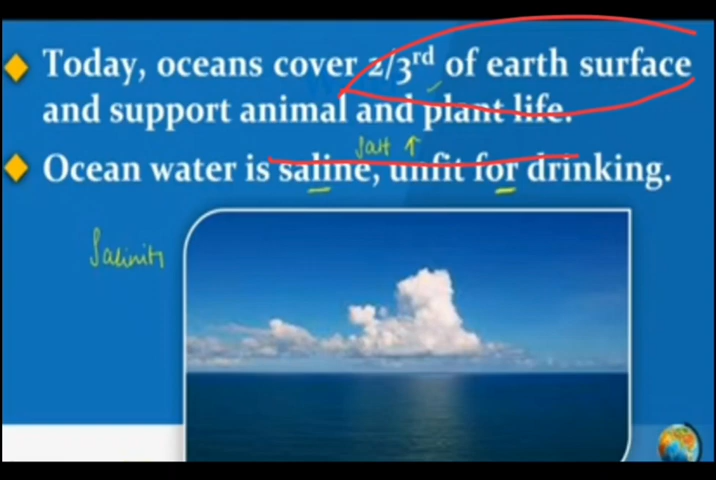 Today, oceans cover 2/3rd of earth surface
and support animal and plant life.
Salt ↑
Ocean water is saline, unfit for drinking.
Salinity